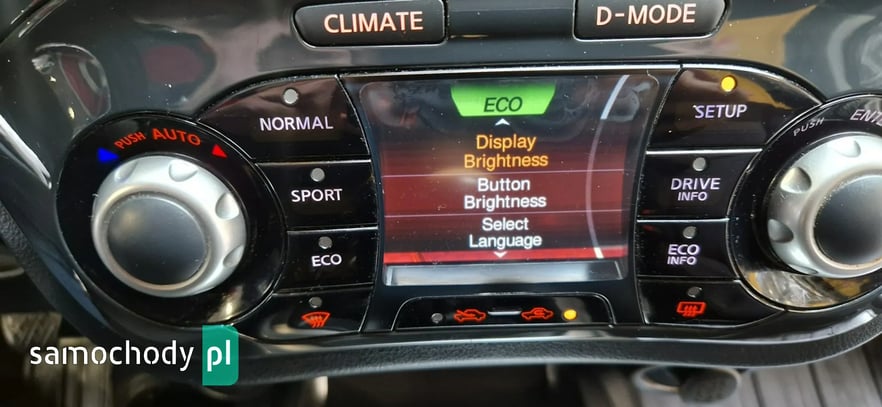 CLIMATE
D-MODE
PUSH AUTO
NORMAL
SPORT
ECO
ECO
Display
Brightness
Button
Brightness
Select
Language
SETUP
DRIVE
INFO
ECO
INFO
PUSH
samochody pl